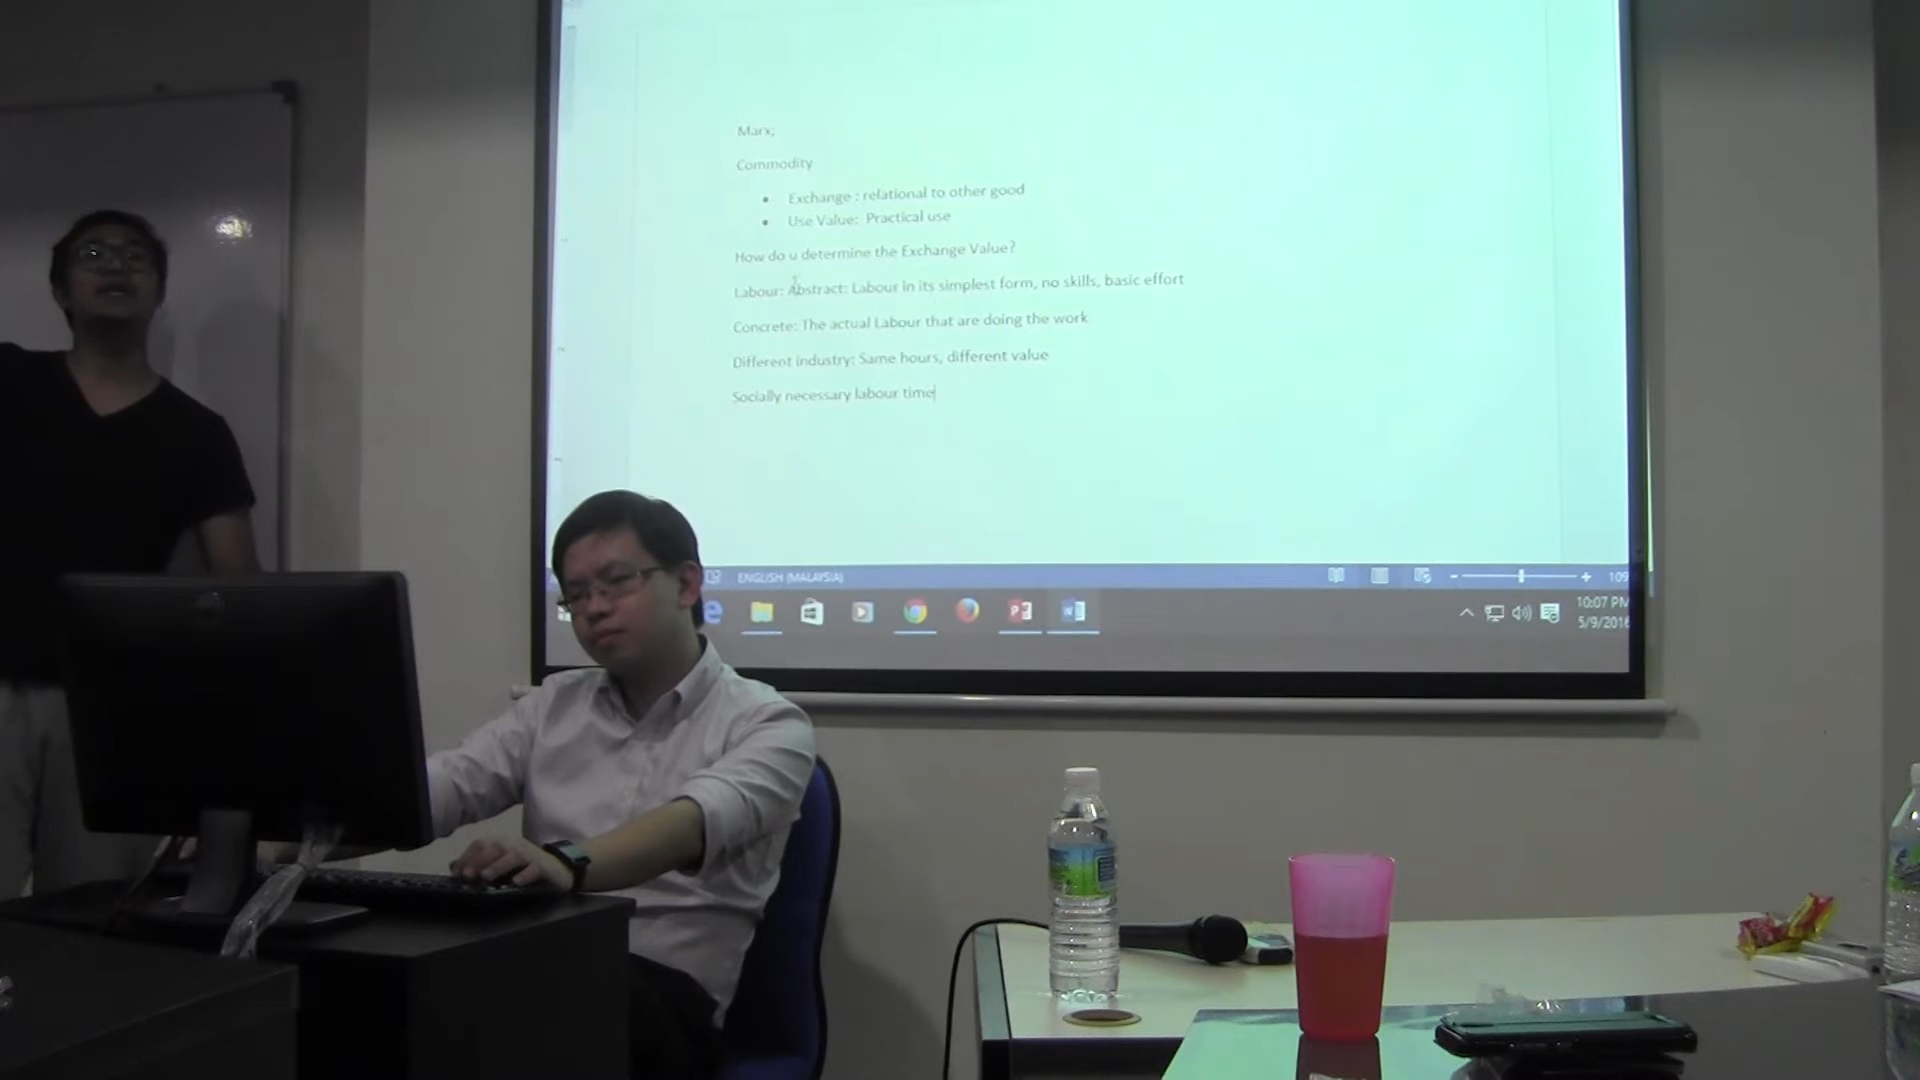 Marx;
Commodity
• Exchange : relational to other good
• Use Value: Practical use
How do u determine the Exchange Value?
Labour: Abstract: Labour in its simplest form, no skills, basic effort
Concrete: The actual Labour that are doing the work
Different industry: Same hours, different value
Socially necessary labour time
ENGLISH (MALAYSIA)
109
10:07 PM
5/9/2016